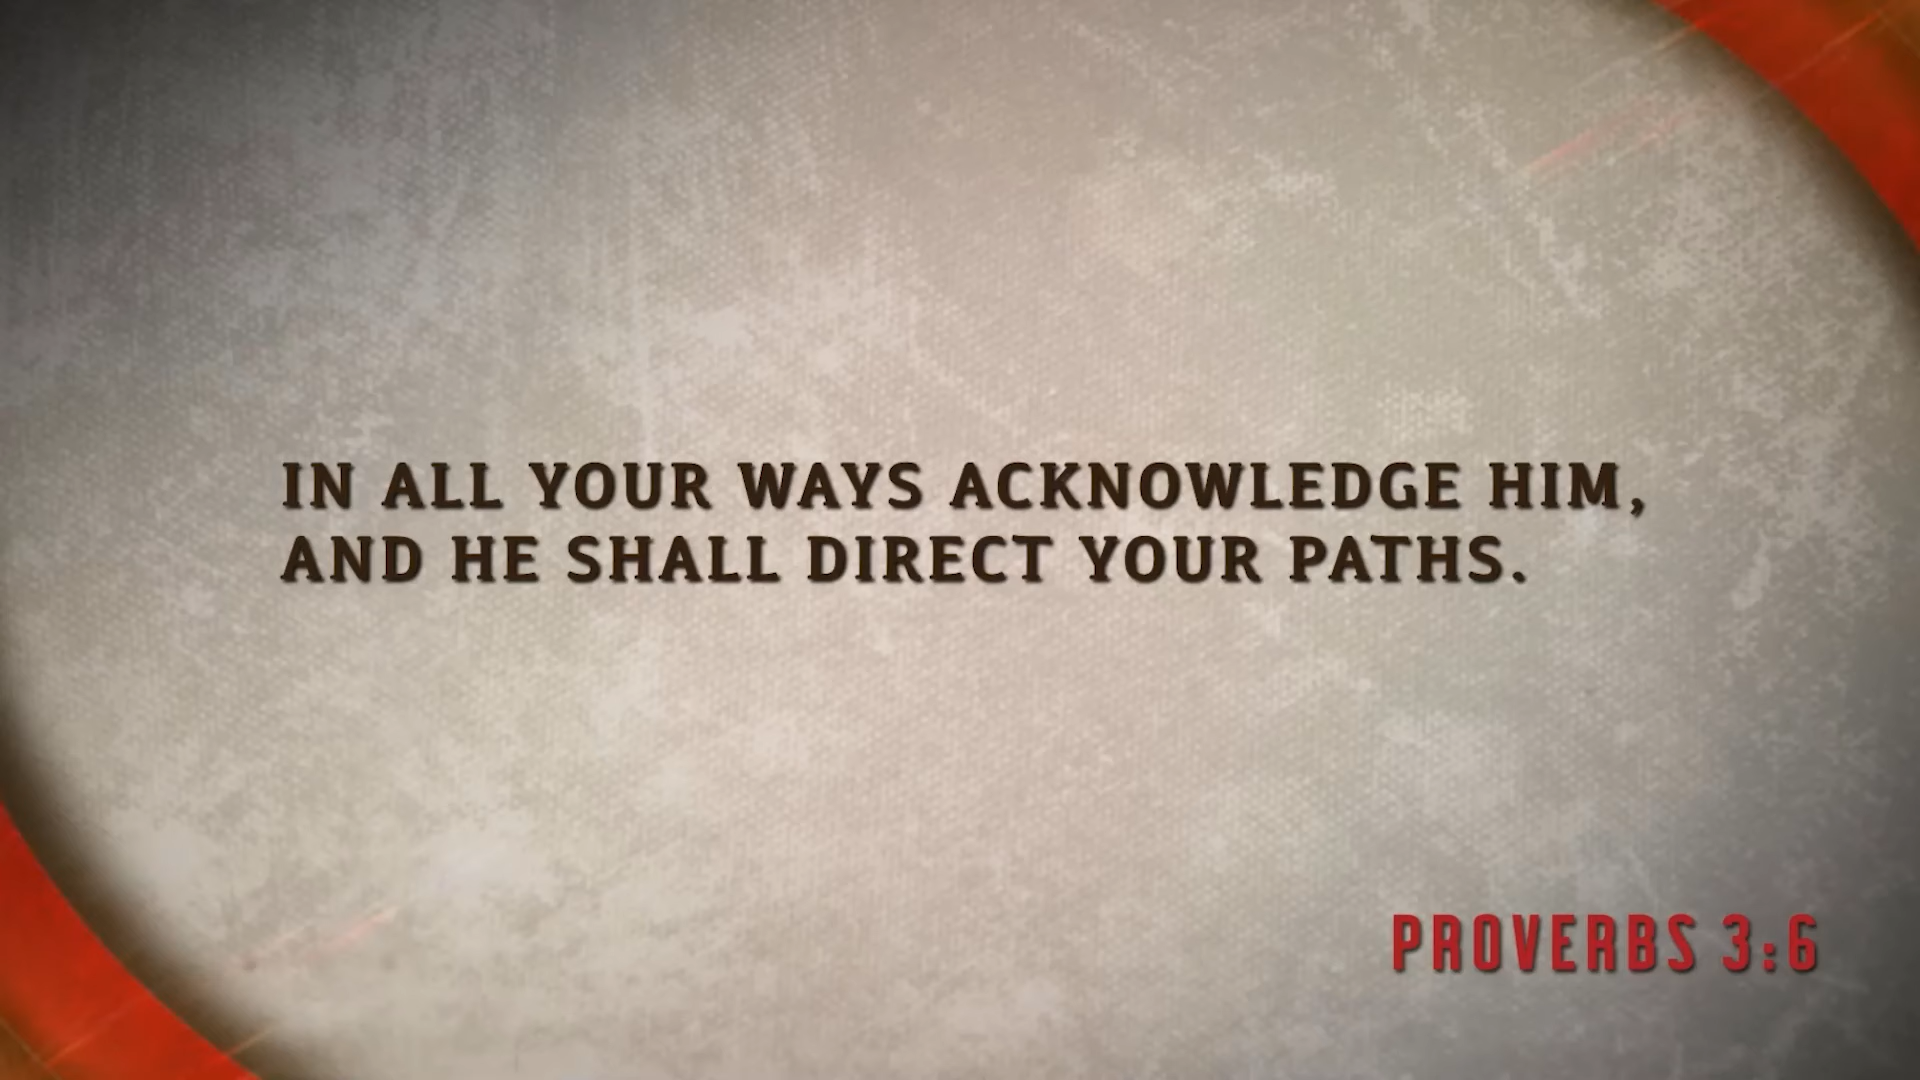 IN ALL YOUR WAYS ACKNOWLEDGE HIM,
AND HE SHALL DIRECT YOUR PATHS.
PROVERBS 3:6